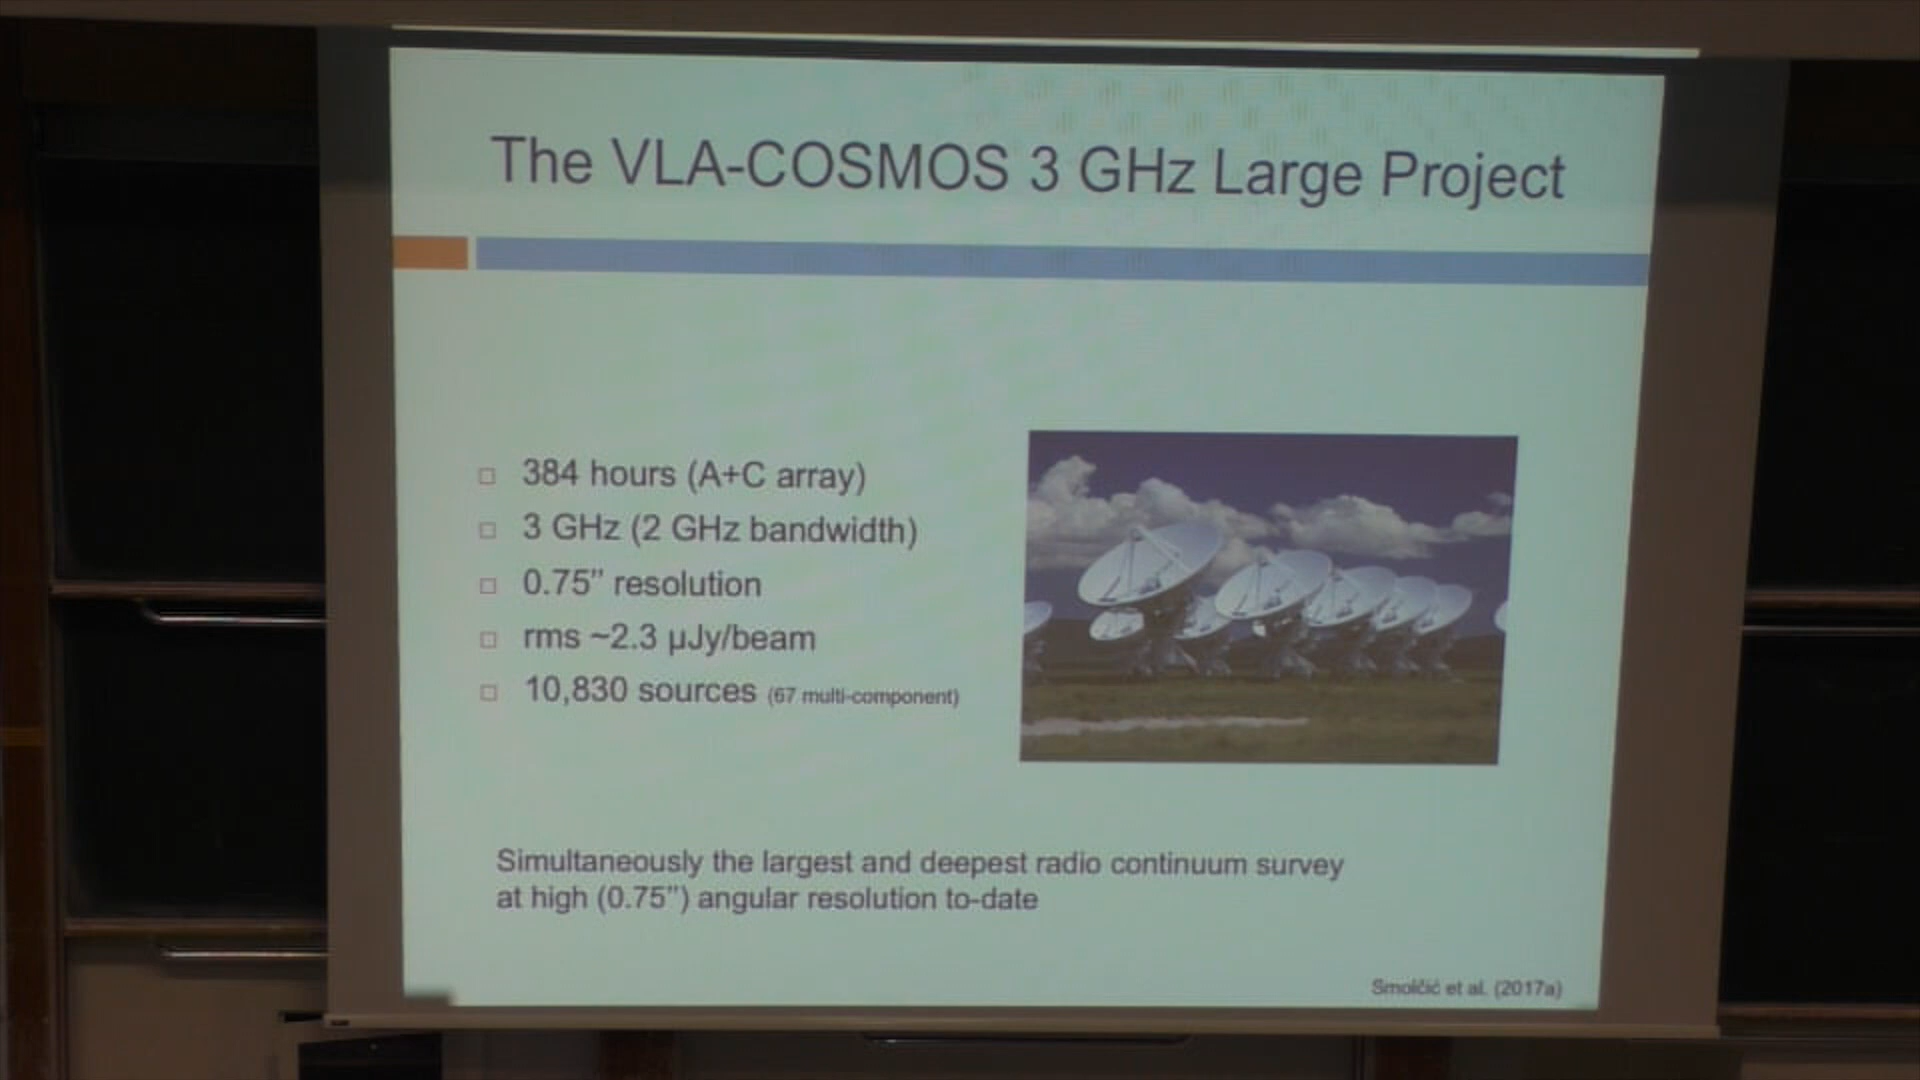 The VLA-COSMOS 3 GHz Large Project
384 hours (A+C array)
3 GHz (2 GHz bandwidth)
0.75” resolution
rms ~2.3 µJy/beam
10,830 sources (67 multi-component)
Simultaneously the largest and deepest radio continuum survey
at high (0.75”) angular resolution to-date
Smolčić et al. (2017a)